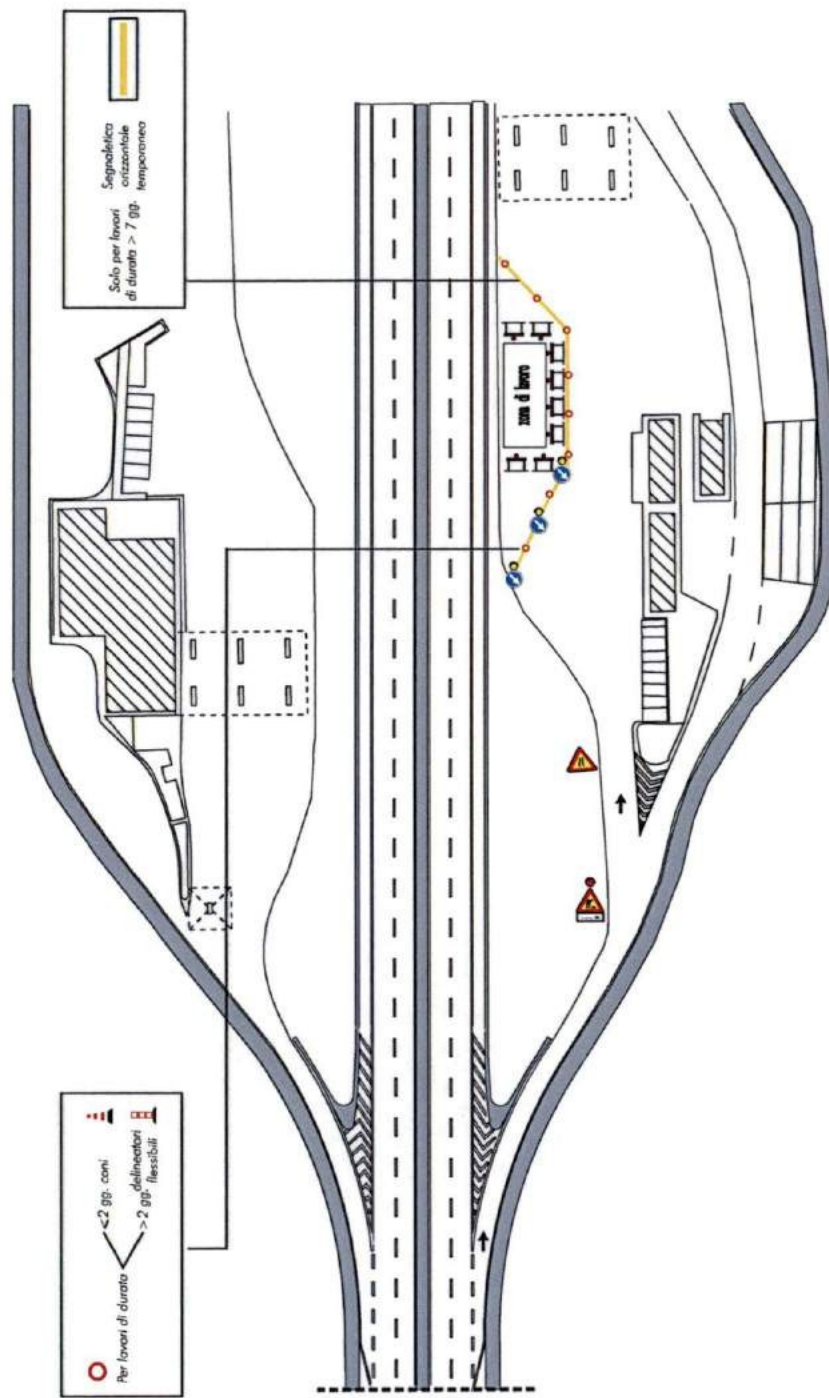 Per lavori di durata
<2 gg. coni
>2 gg. delineatori
flessibili
Solo per lavori
di durata > 7 gg.
Segnaletica
orizzontale
temporanea
zona di lavoro